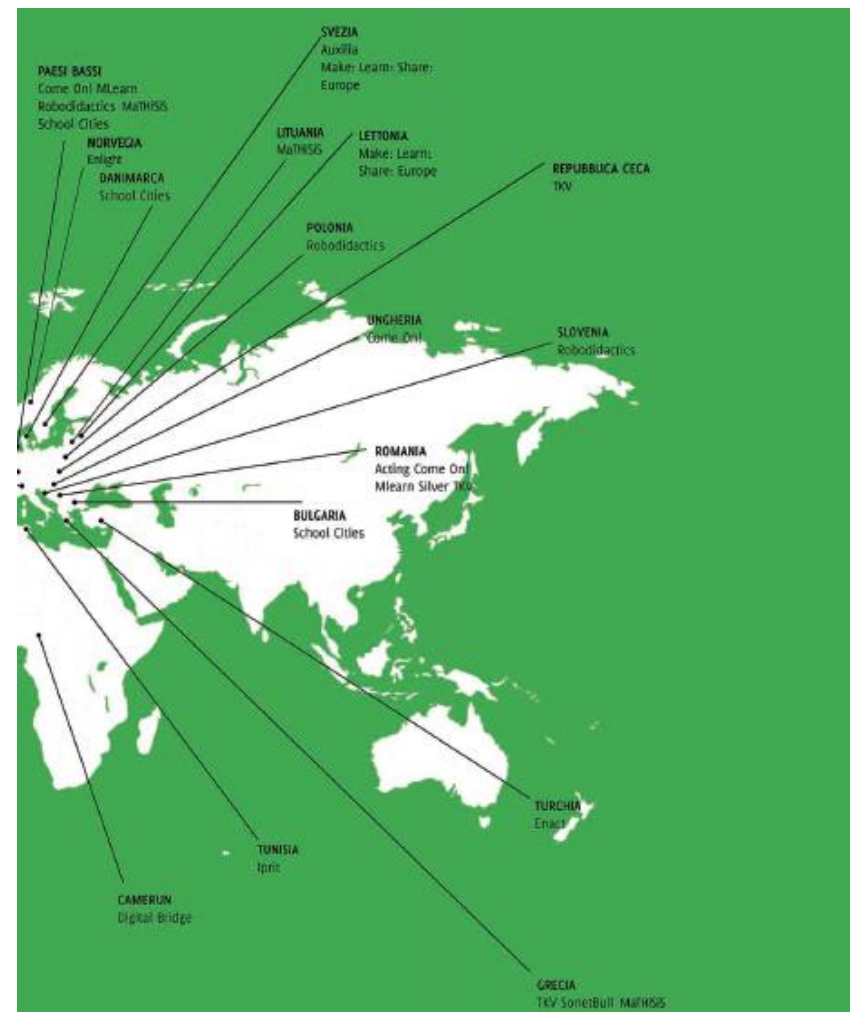 SVEZIA
Auxilia
Make: Learn: Share:
Europe
PAESI BASSI
Come On! MLearn
Robodidactics MaTHiSiS
School Cities
NORVEGIA
Enlight
DANIMARCA
School Cities
LITUANIA
MaTHiSiS
LETTONIA
Make: Learn:
Share: Europe
REPUBBLICA CECA
TKV
POLONIA
Robodidactics
UNGHERIA
Come On!
SLOVENIA
Robodidactics
ROMANIA
Acting Come On!
Mlearn Silver TKV
BULGARIA
School Cities
TURCHIA
Enact
TUNISIA
Iprit
CAMERUN
Digital Bridge
GRECIA
TKV SonetBull MaTHiSiS